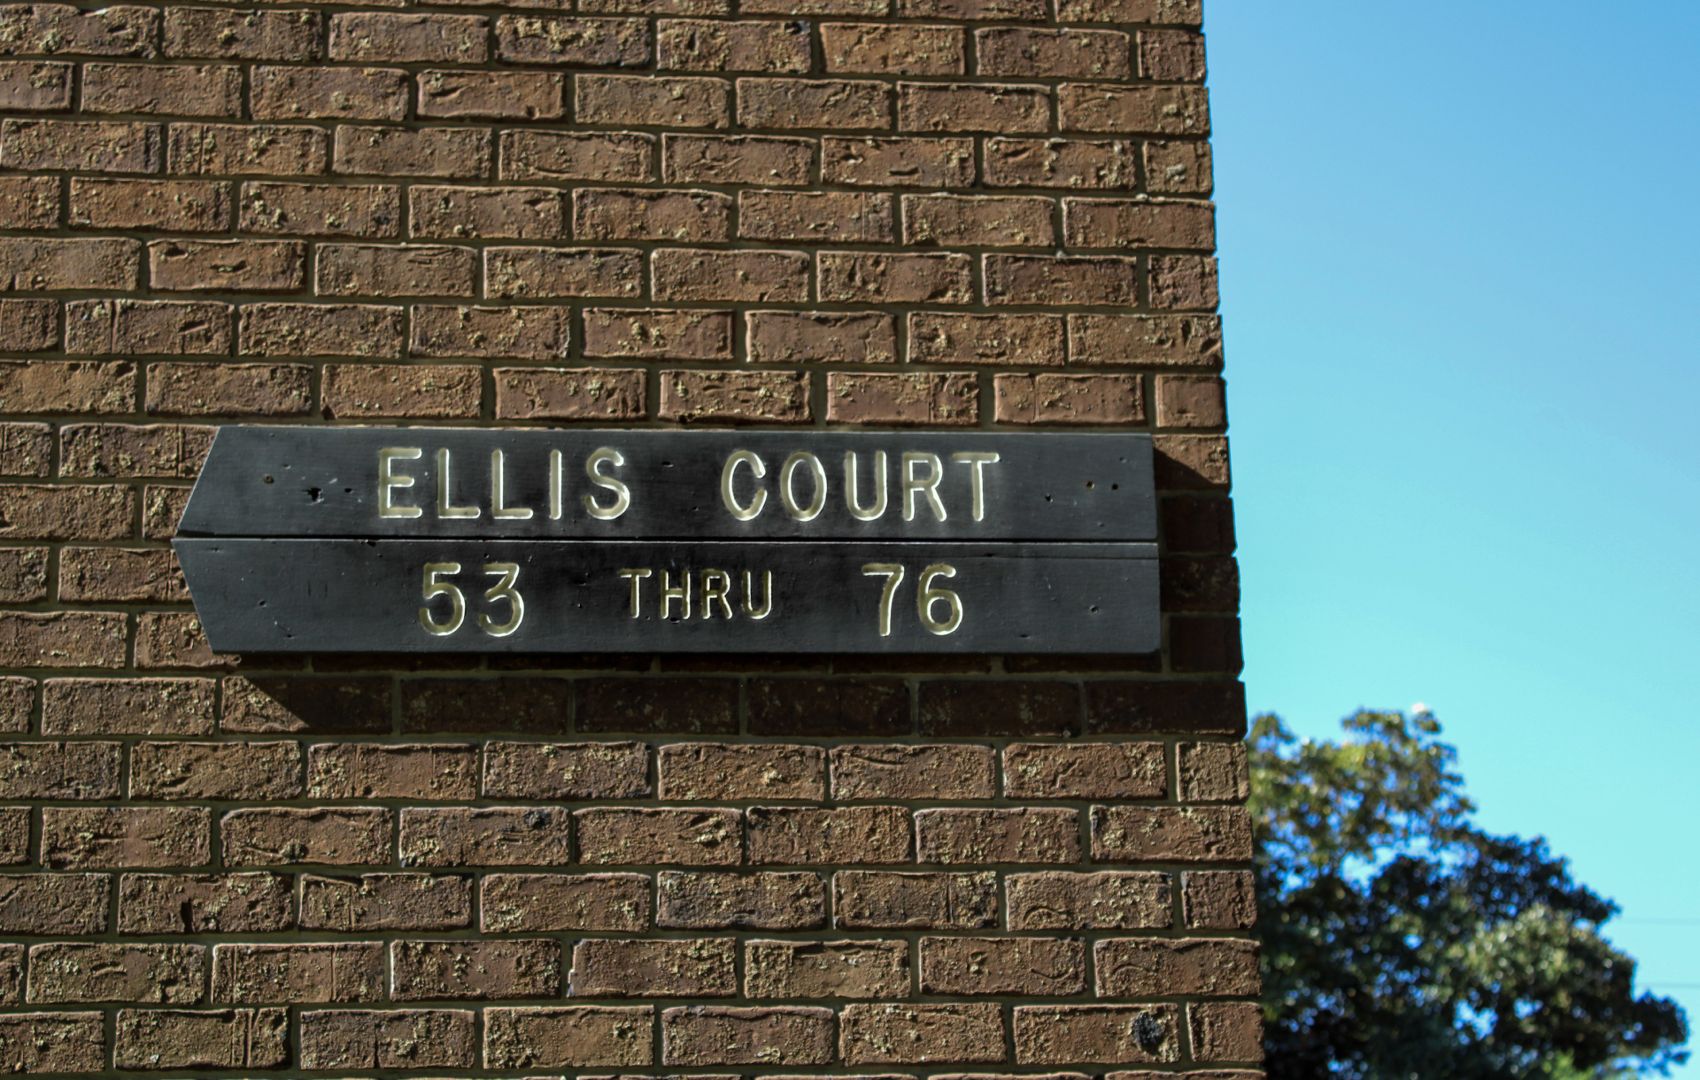 ELLIS COURT
53 THRU 76